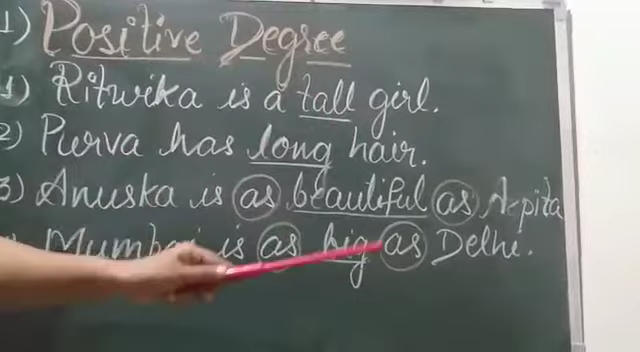 1) Positive Degree
1) Ritwika is a tall girl.
2) Purva has long hair.
3) Anuska is as beautiful as Arpita
Mumbai is as big as Delhi.